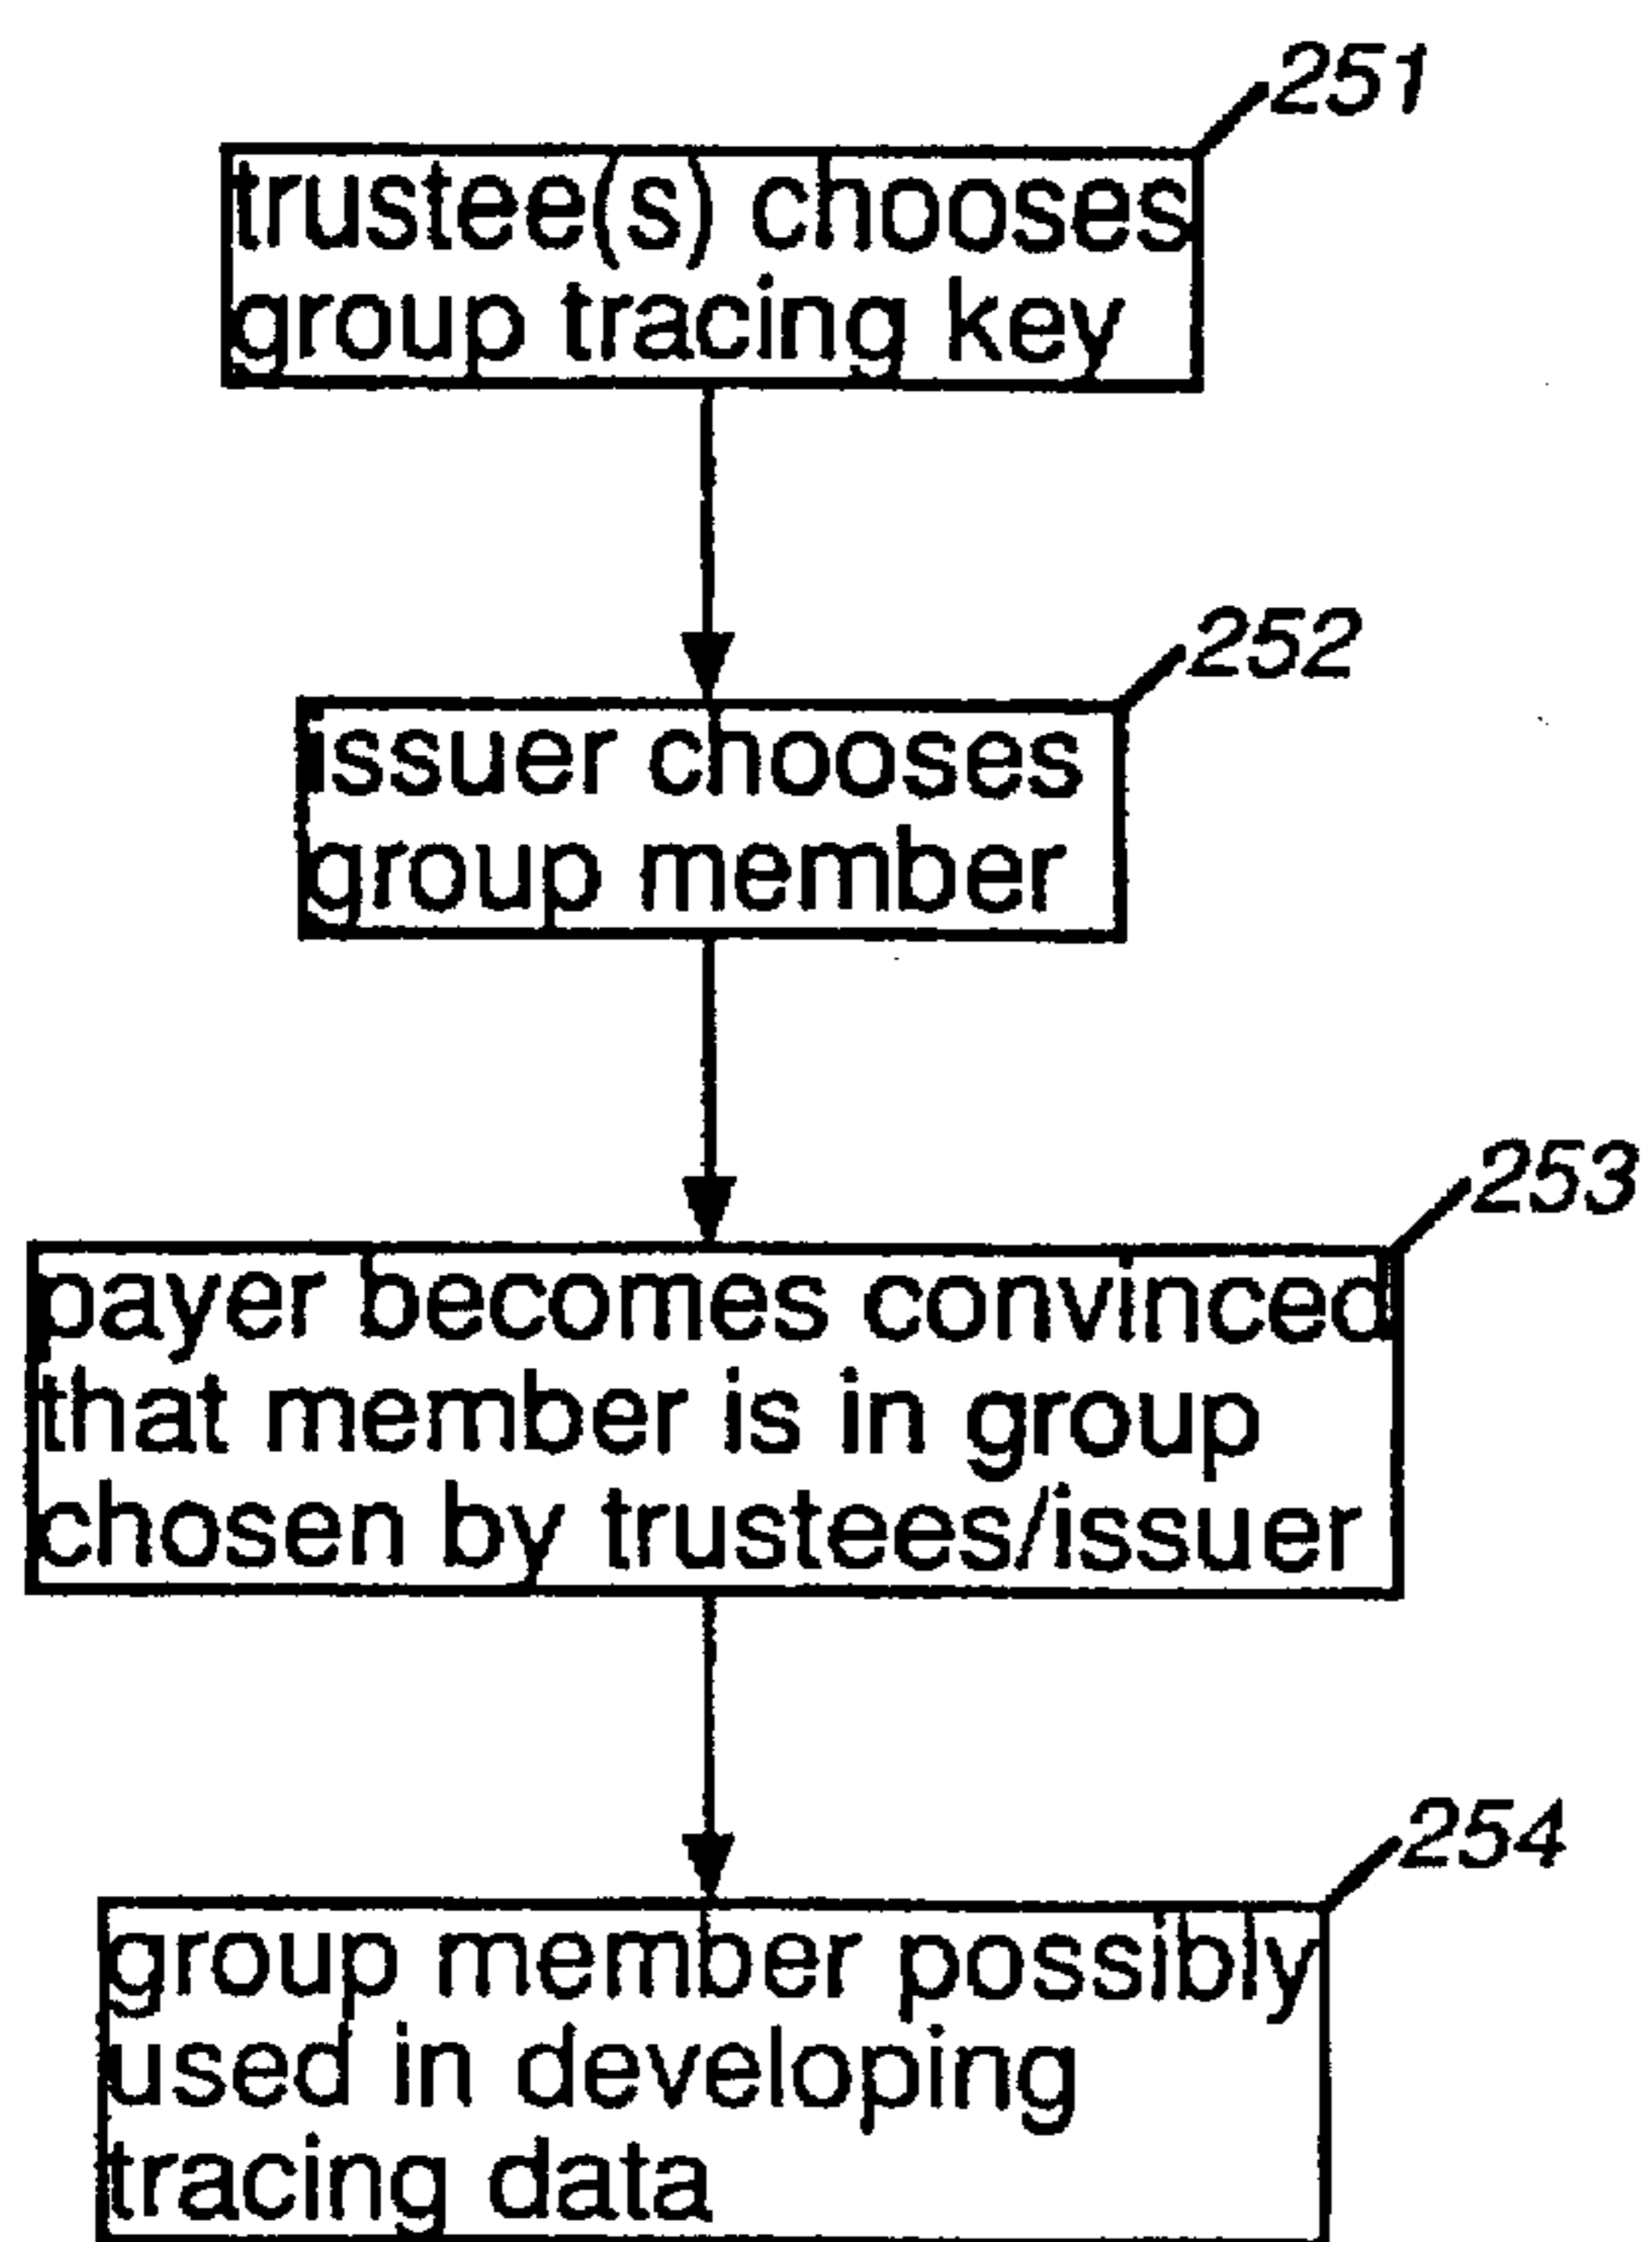 251
trustee(s) chooses
group tracing key
252
issuer chooses
group member
253
payer becomes convinced
that member is in group
chosen by trustees/issuer
254
group member possibly
used in developing
tracing data